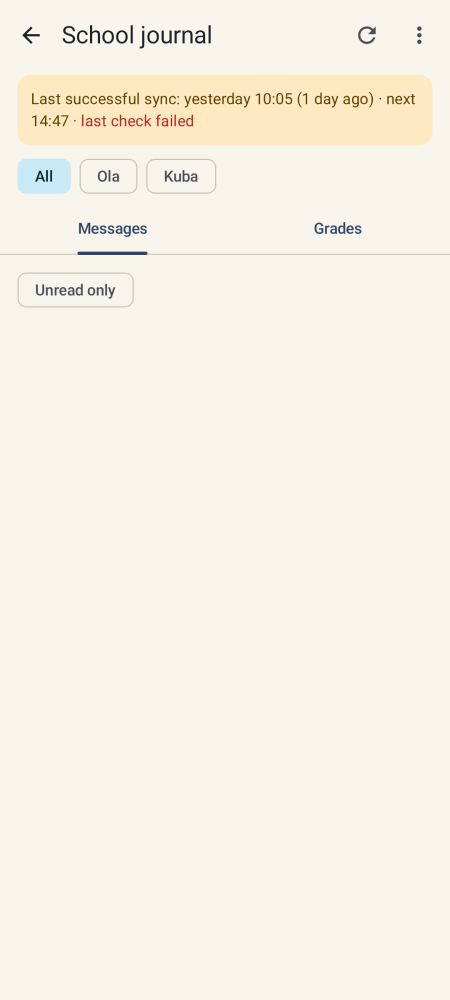 School journal
Last successful sync: yesterday 10:05 (1 day ago) · next
14:47 · last check failed
All Ola Kuba
Messages Grades
Unread only